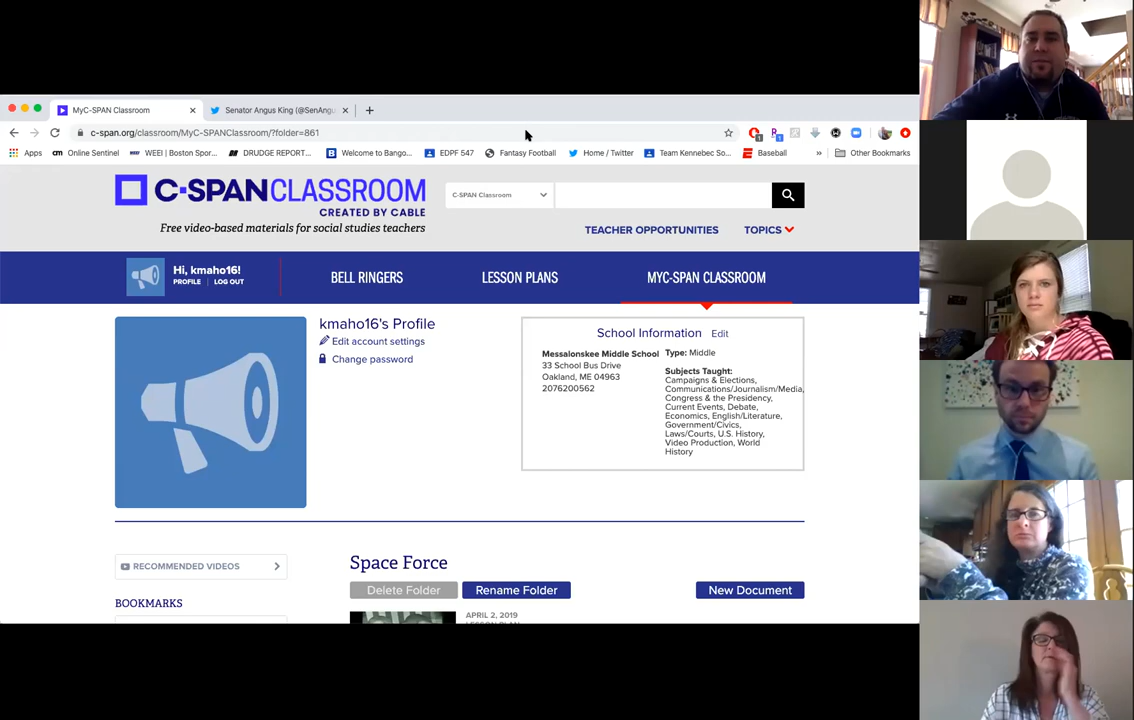 MyC-SPAN Classroom
Senator Angus King (@SenAngu
c-span.org/classroom/MyC-SPANClassroom/?folder=861
Apps
Online Sentinel
WEEI | Boston Spor...
DRUDGE REPORT...
Welcome to Bango...
EDPF 547
Fantasy Football
Home / Twitter
Team Kennebec So...
Baseball
»
Other Bookmarks
C-SPANCLASSROOM
CREATED BY CABLE
Free video-based materials for social studies teachers
C-SPAN Classroom
TEACHER OPPORTUNITIES
TOPICS
Hi, kmaho16!
PROFILE | LOG OUT
BELL RINGERS
LESSON PLANS
MYC-SPAN CLASSROOM
kmaho16's Profile
Edit account settings
Change password
School Information Edit
Messalonskee Middle School
33 School Bus Drive
Oakland, ME 04963
2076200562
Type: Middle
Subjects Taught:
Campaigns & Elections,
Communications/Journalism/Media,
Congress & the Presidency,
Current Events, Debate,
Economics, English/Literature,
Government/Civics,
Laws/Courts, U.S. History,
Video Production, World
History
RECOMMENDED VIDEOS
BOOKMARKS
Space Force
Delete Folder
Rename Folder
New Document
APRIL 2, 2019